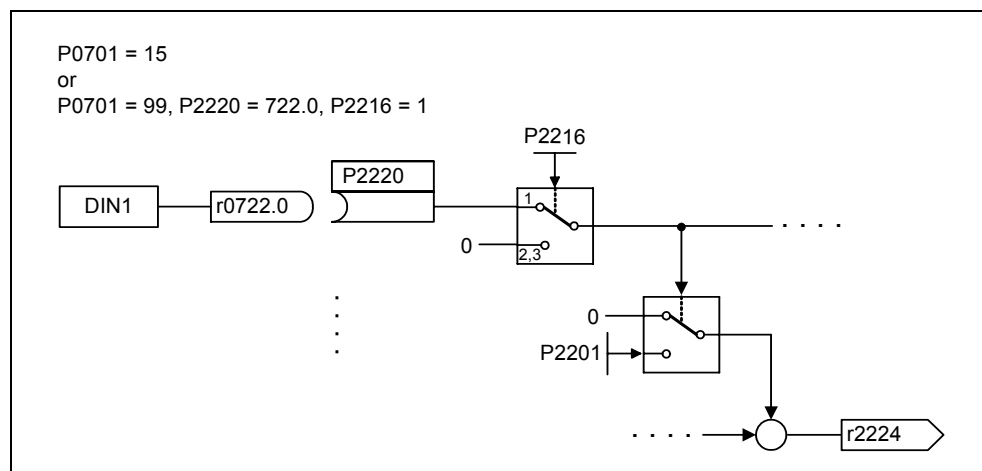 P0701 = 15
or
P0701 = 99, P2220 = 722.0, P2216 = 1
P2216
P2220
DIN1
r0722.0
1
0
2,3
. . . .
0
P2201
. . . .
. . . .
r2224